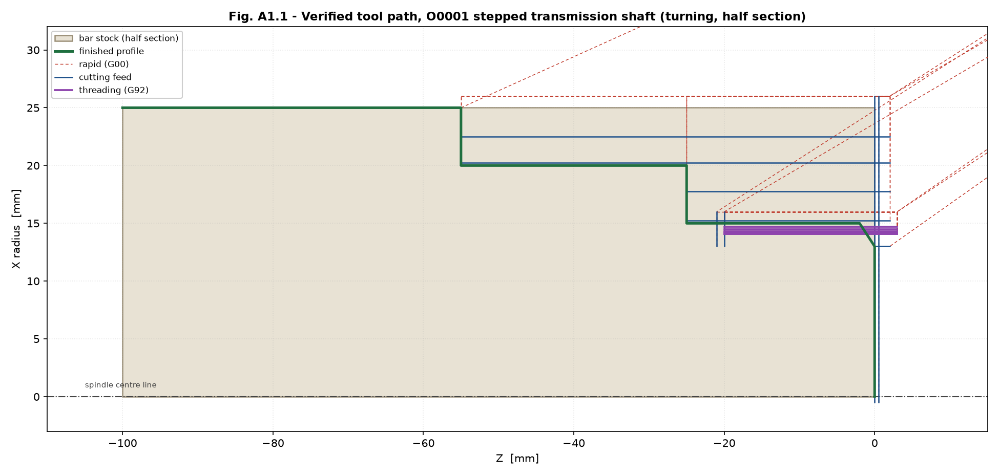 Fig. A1.1 - Verified tool path, O0001 stepped transmission shaft (turning, half section)
bar stock (half section)
finished profile
rapid (G00)
cutting feed
threading (G92)
30
25
20
15
10
5
0
X radius [mm]
spindle centre line
−100
−80
−60
−40
−20
0
Z [mm]